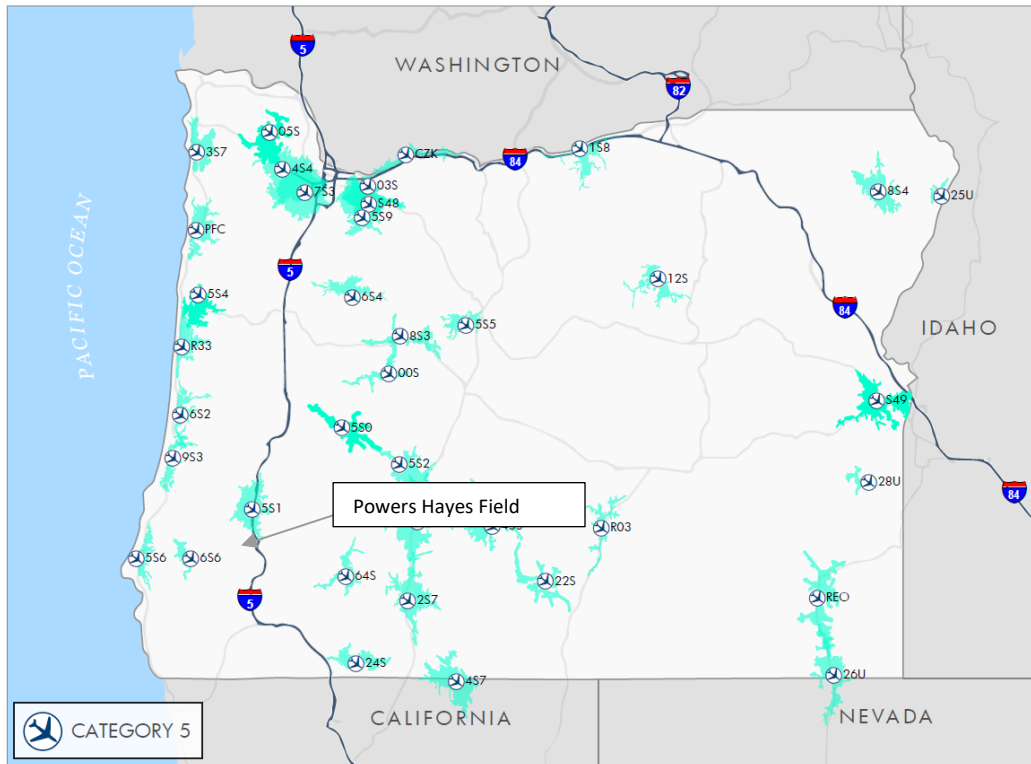 WASHINGTON
5
82
84
05S
3S7
CZK
1S8
4S4
7S3
03S
S48
5S9
8S4
25U
PFC
PACIFIC OCEAN
5
12S
5S4
6S4
84
IDAHO
R33
8S3
5S5
00S
S49
6S2
5S0
9S3
5S2
28U
84
5S1
Powers Hayes Field
R03
5S6
6S6
64S
22S
5
2S7
REO
24S
4S7
26U
CATEGORY 5
CALIFORNIA
NEVADA